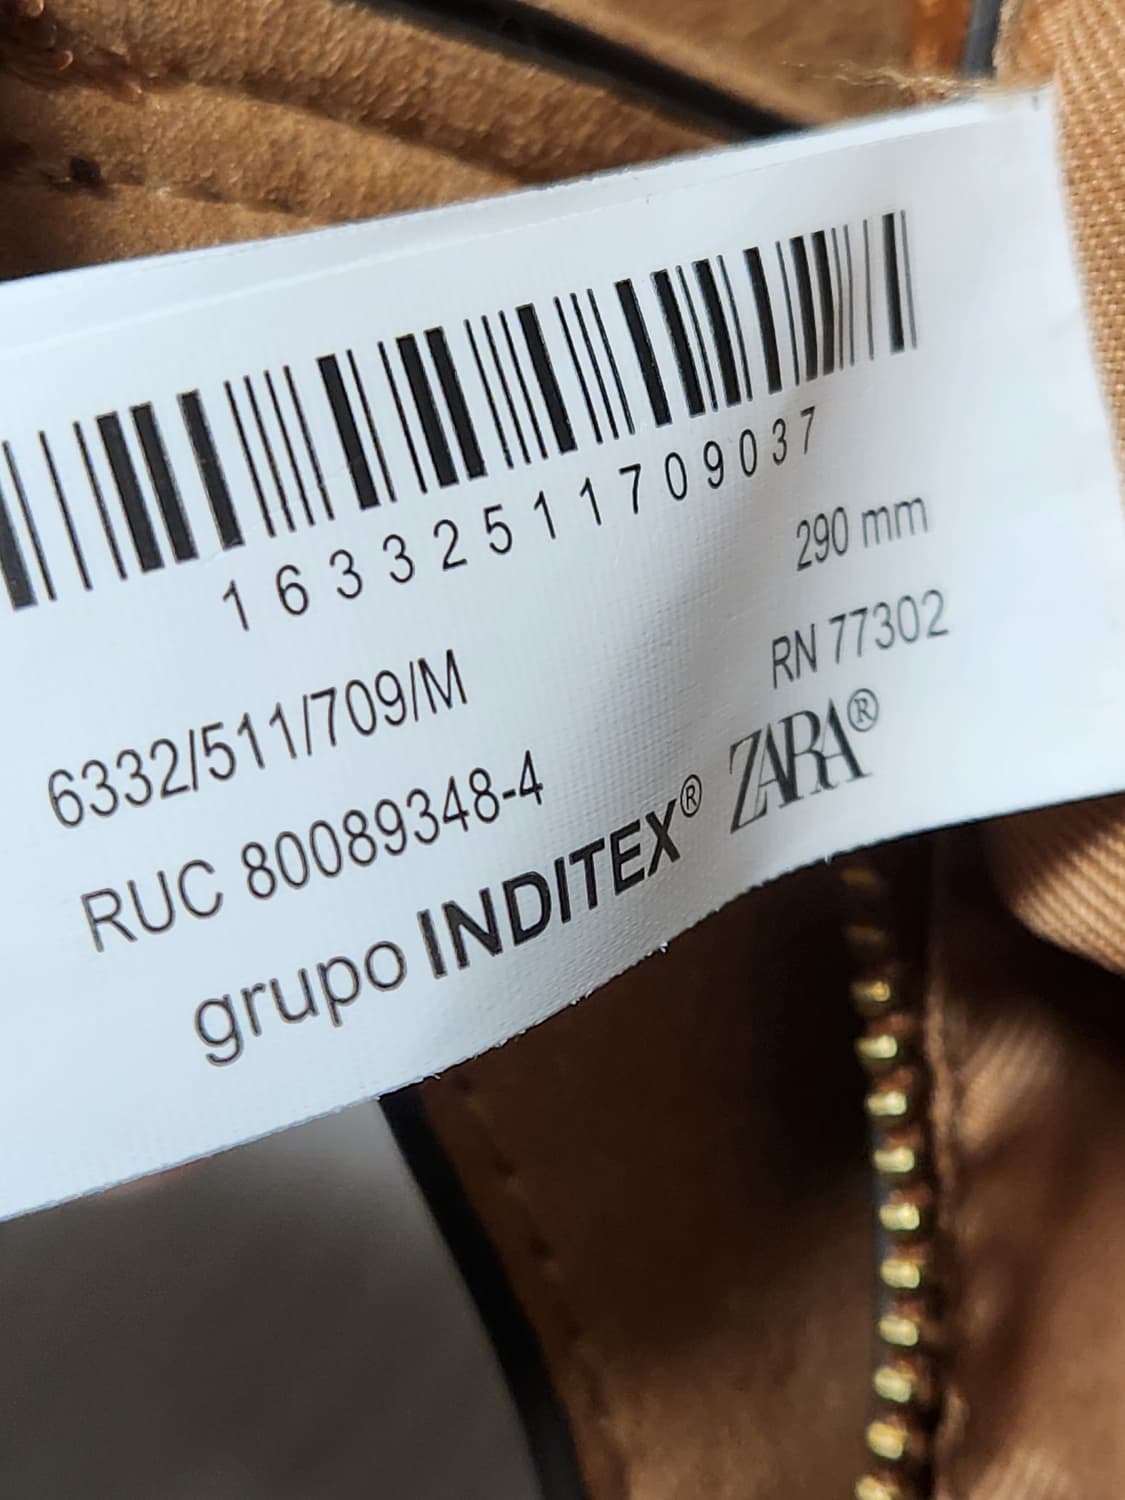 1633251170903​7
290 mm
6332/511/709/M
RN 77302
RUC 80089348-4
grupo INDITEX® ZARA®